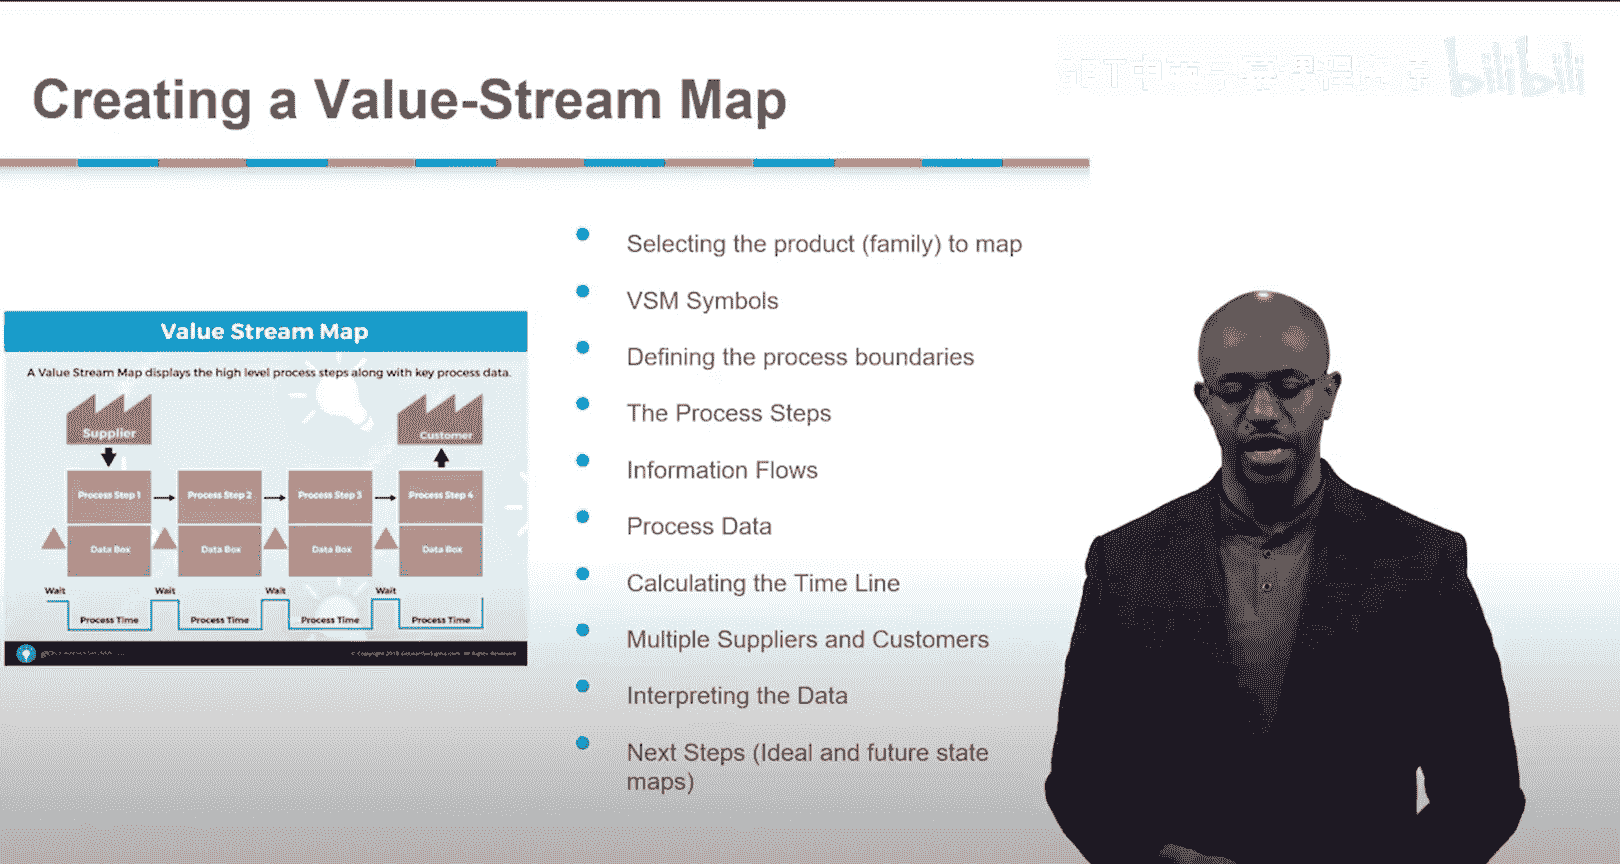 Creating a Value-Stream Map
bilibili
Selecting the product (family) to map
VSM Symbols
Defining the process boundaries
The Process Steps
Information Flows
Process Data
Calculating the Time Line
Multiple Suppliers and Customers
Interpreting the Data
Next Steps (Ideal and future state
maps)
Value Stream Map
A Value Stream Map displays the high level process steps along with key process data.
Supplier
Customer
Process Step 1
Process Step 2
Process Step 3
Process Step 4
Data Box
Data Box
Data Box
Data Box
Wait
Wait
Wait
Wait
Process Time
Process Time
Process Time
Process Time